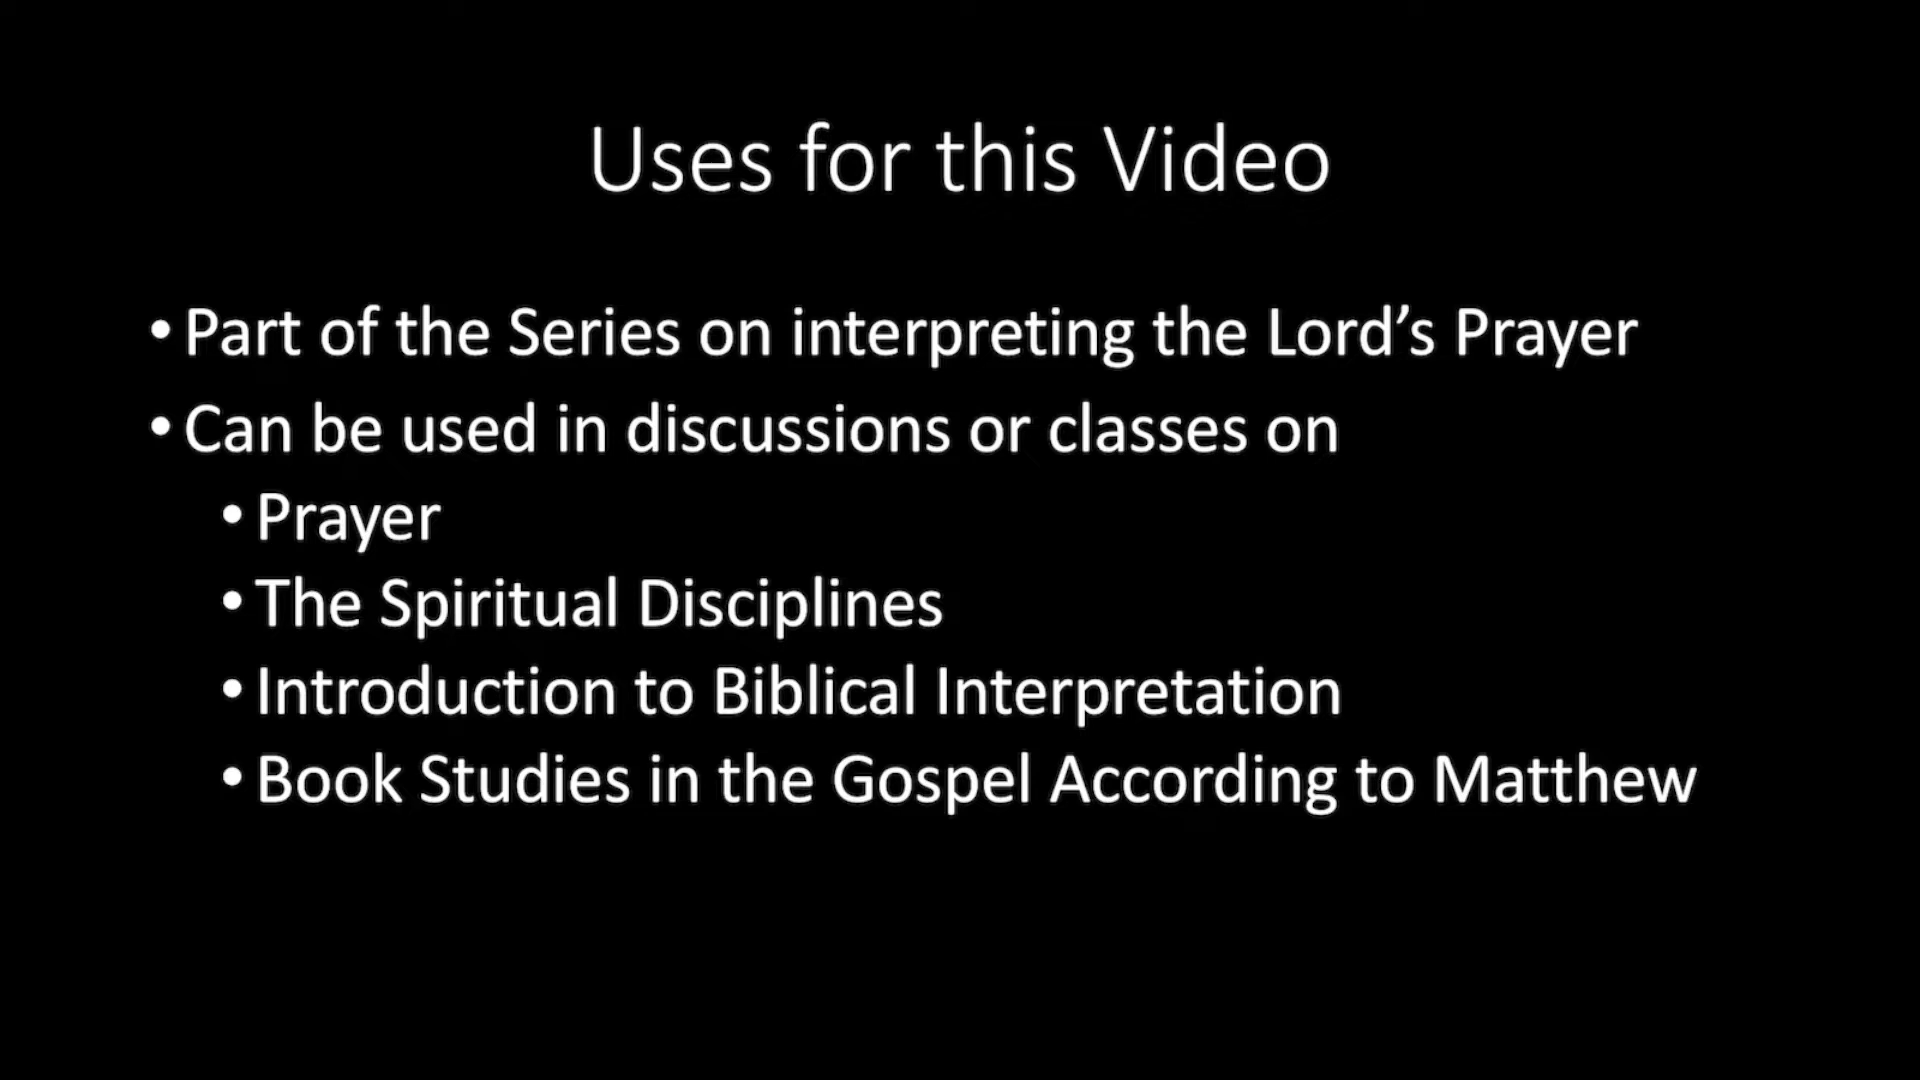 Uses for this Video
• Part of the Series on interpreting the Lord’s Prayer
• Can be used in discussions or classes on
• Prayer
• The Spiritual Disciplines
• Introduction to Biblical Interpretation
• Book Studies in the Gospel According to Matthew